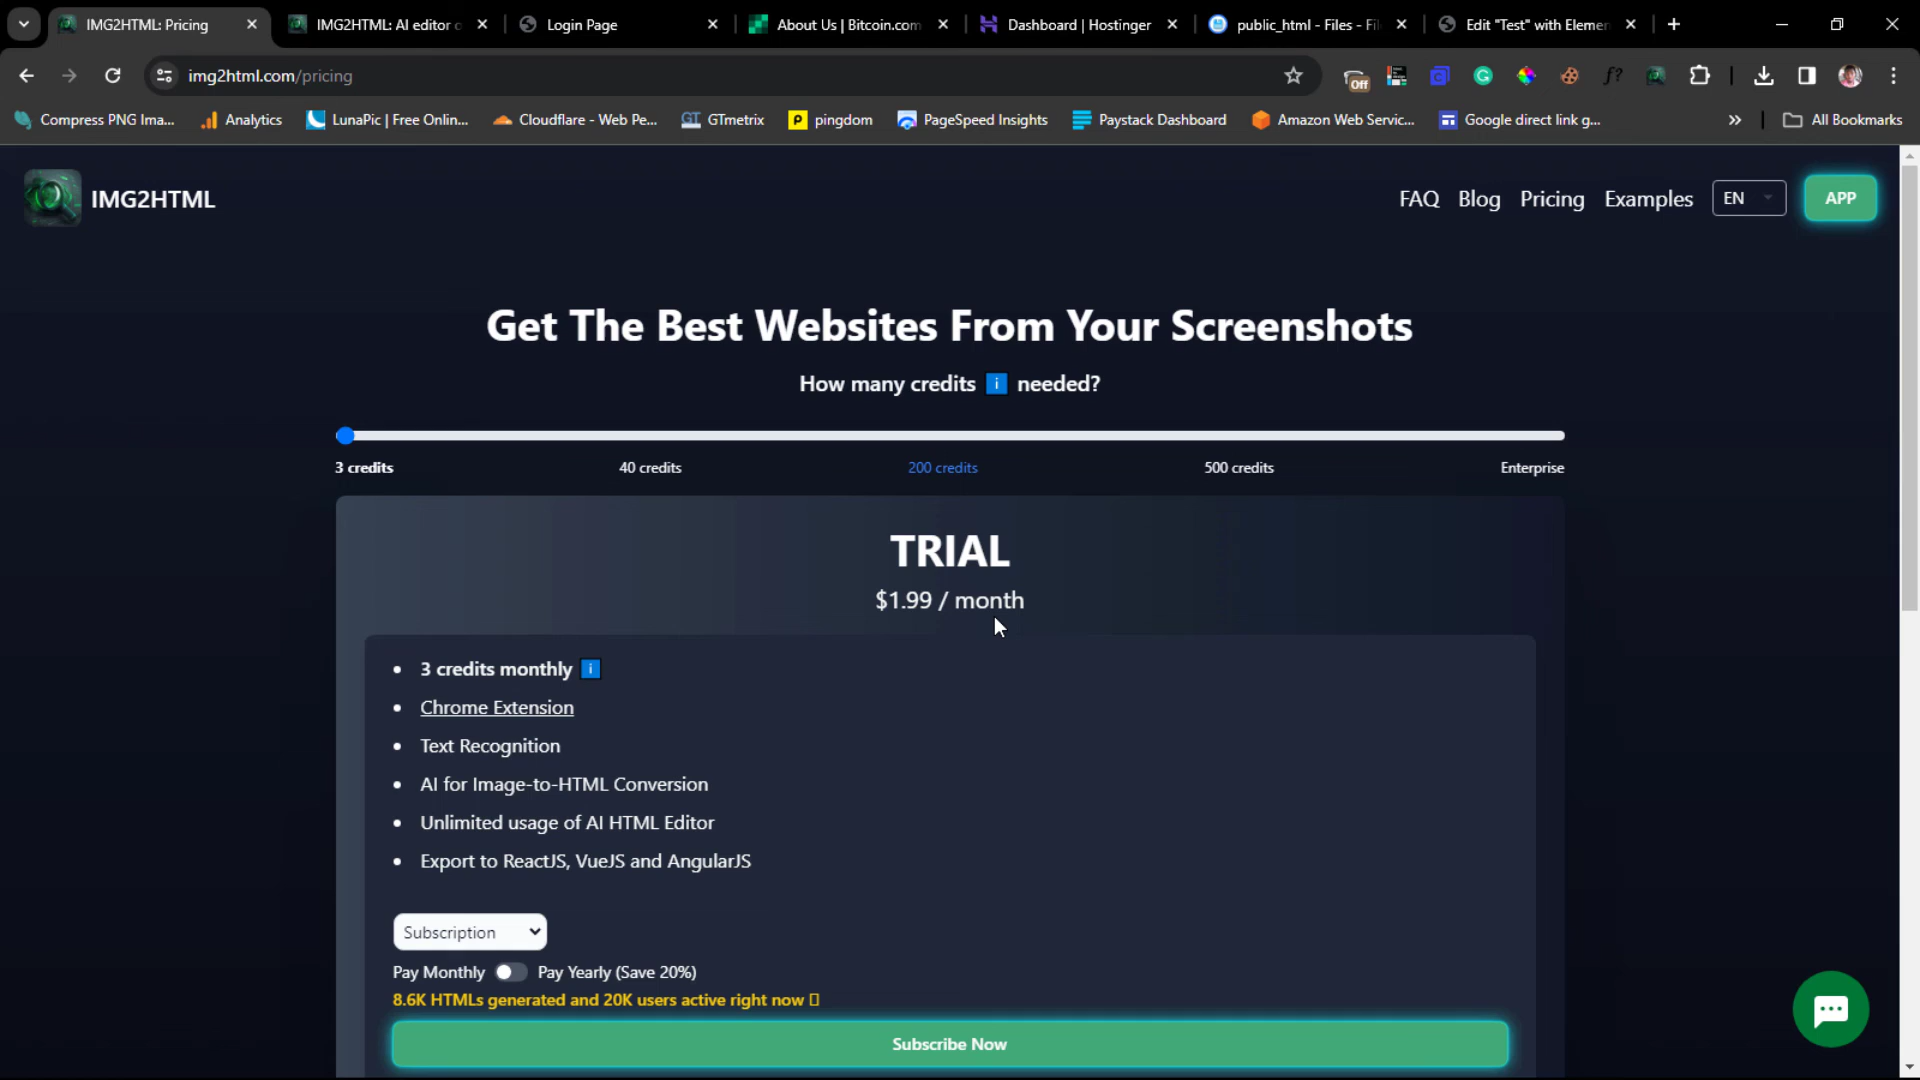 IMG2HTML: Pricing
IMG2HTML: AI editor o
Login Page
About Us | Bitcoin.com
Dashboard | Hostinger
public_html - Files - Fil
Edit "Test" with Elemen
img2html.com/pricing
Off
Compress PNG Ima...
Analytics
LunaPic | Free Onlin...
Cloudflare - Web Pe...
GTmetrix
pingdom
PageSpeed Insights
Paystack Dashboard
Amazon Web Servic...
Google direct link g...
All Bookmarks
IMG2HTML
FAQ
Blog
Pricing
Examples
EN
APP
Get The Best Websites From Your Screenshots
How many credits i needed?
3 credits
40 credits
200 credits
500 credits
Enterprise
TRIAL
$1.99 / month
3 credits monthly i
Chrome Extension
Text Recognition
AI for Image-to-HTML Conversion
Unlimited usage of AI HTML Editor
Export to ReactJS, VueJS and AngularJS
Subscription
Pay Monthly Pay Yearly (Save 20%)
8.6K HTMLs generated and 20K users active right now
Subscribe Now